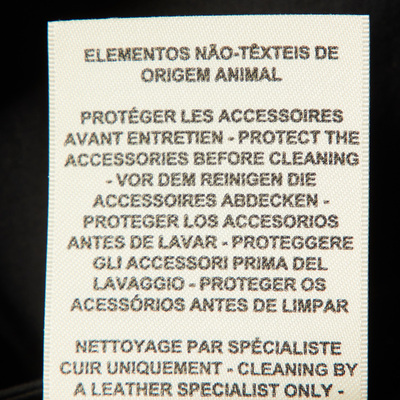 ELEMENTOS NÃO-TÊXTEIS DE
ORIGEM ANIMAL
PROTÉGER LES ACCESSOIRES
AVANT ENTRETIEN - PROTECT THE
ACCESSORIES BEFORE CLEANING
- VOR DEM REINIGEN DIE
ACCESSOIRES ABDECKEN -
PROTEGER LOS ACCESORIOS
ANTES DE LAVAR - PROTEGGERE
GLI ACCESSORI PRIMA DEL
LAVAGGIO - PROTEGER OS
ACESSÓRIOS ANTES DE LIMPAR
NETTOYAGE PAR SPÉCIALISTE
CUIR UNIQUEMENT - CLEANING BY
A LEATHER SPECIALIST ONLY -